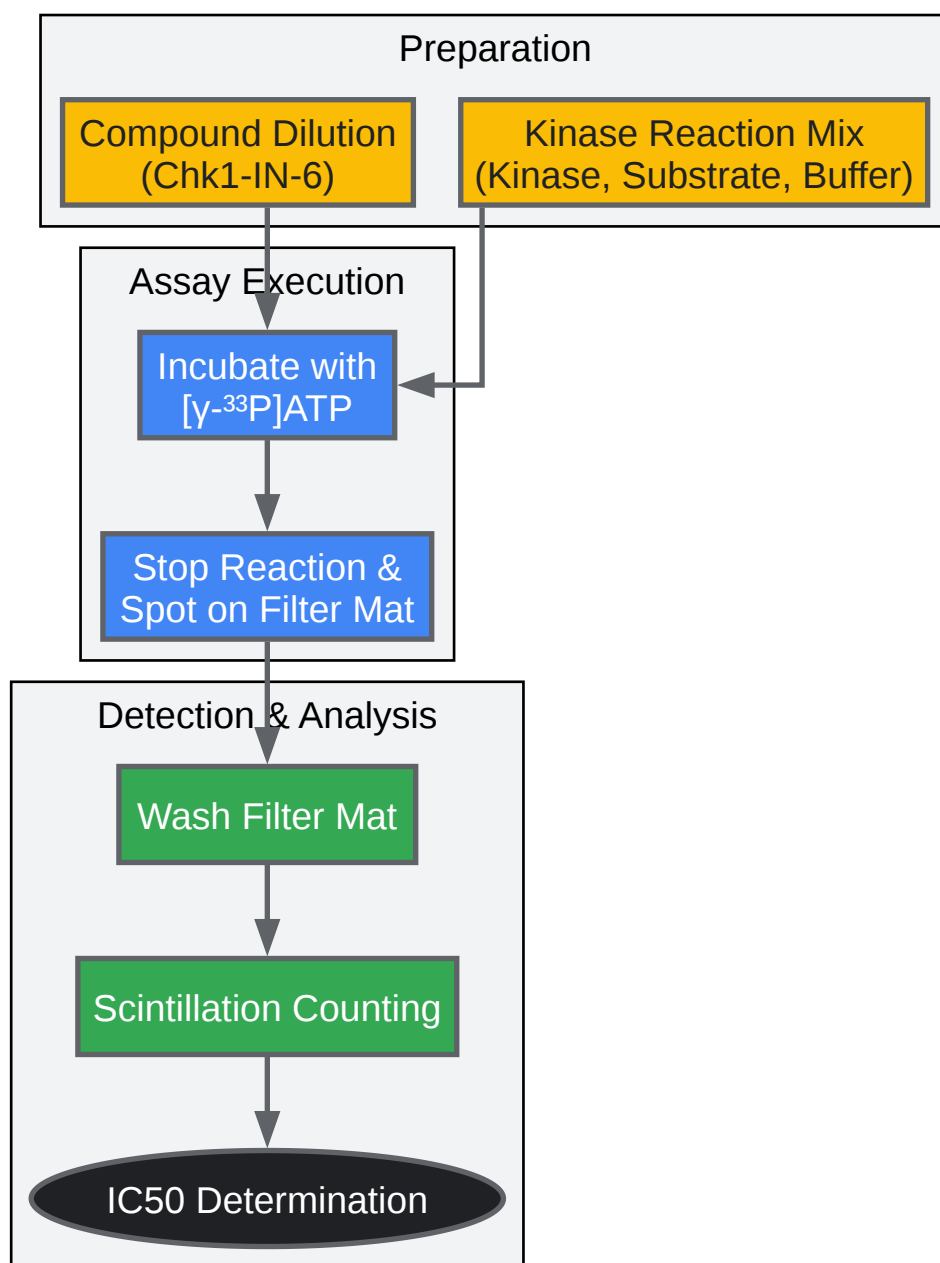 Preparation
Compound Dilution
(Chk1-IN-6)
Kinase Reaction Mix
(Kinase, Substrate, Buffer)
Assay Execution
Incubate with
[γ-³³P]ATP
Stop Reaction &
Spot on Filter Mat
Detection & Analysis
Wash Filter Mat
Scintillation Counting
IC50 Determination